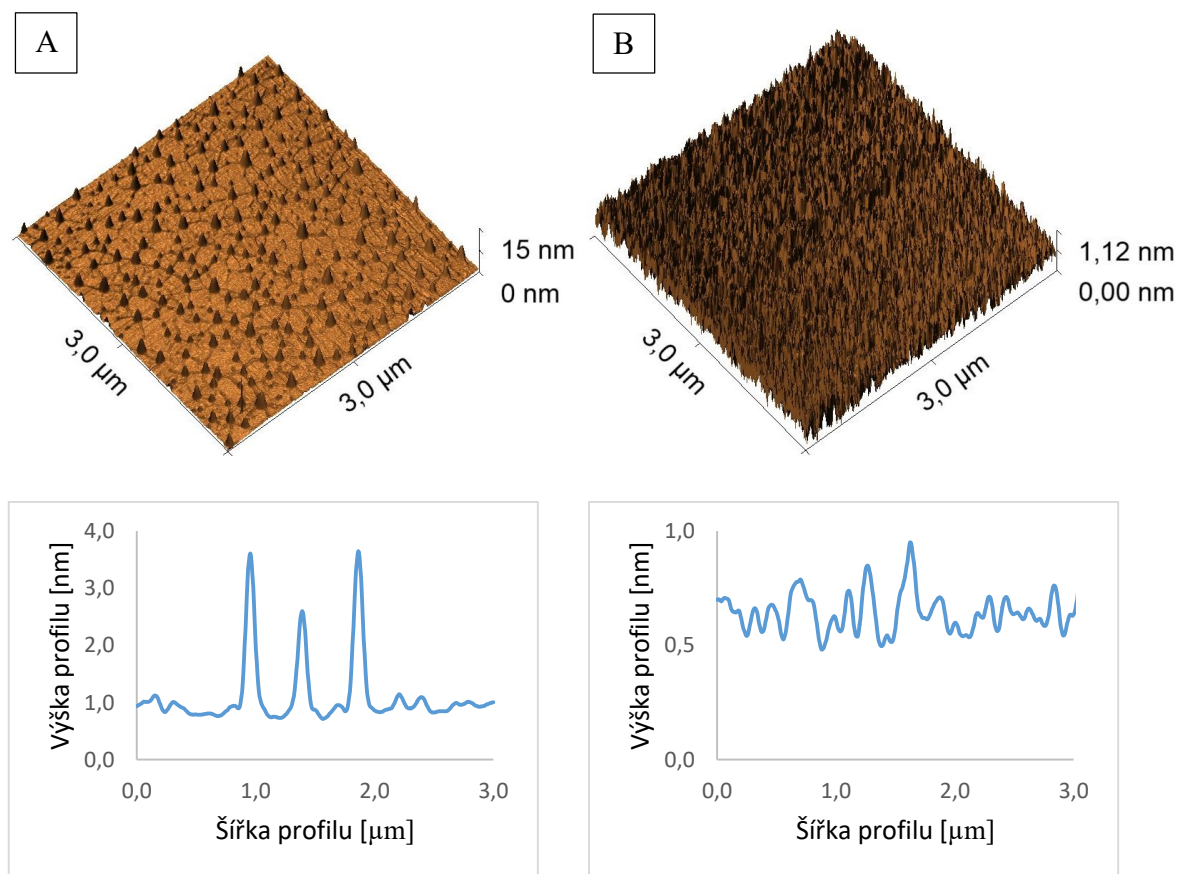 A
B
15 nm
0 nm
3,0 µm
3,0 µm
1,12 nm
0,00 nm
3,0 µm
3,0 µm
Výška profilu [nm]
4,0
3,0
2,0
1,0
0,0
0,0 1,0 2,0 3,0
Šířka profilu [µm]
Výška profilu [nm]
1,0
0,5
0,0
0,0 1,0 2,0 3,0
Šířka profilu [µm]